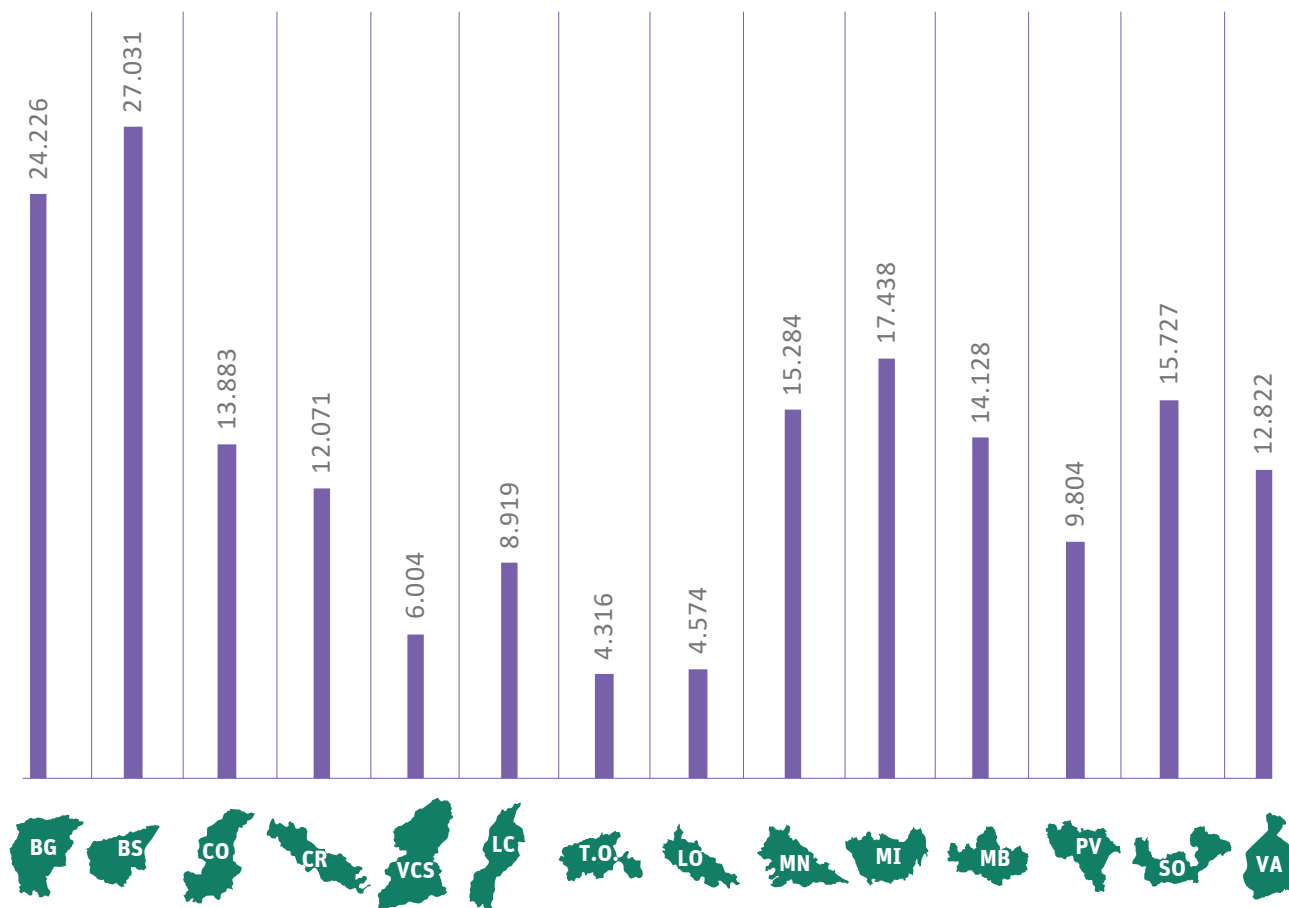 24.226
27.031
13.883
12.071
6.004
8.919
4.316
4.574
15.284
17.438
14.128
9.804
15.727
12.822
BG
BS
CO
CR
VCS
LC
T.O.
LO
MN
MI
MB
PV
SO
VA